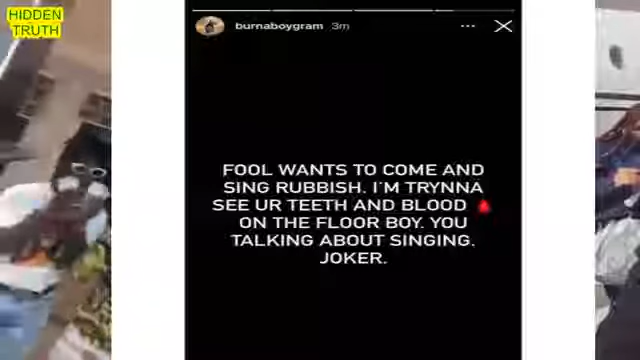 HIDDEN
TRUTH
burnaboygram 3m
FOOL WANTS TO COME AND
SING RUBBISH. I'M TRYNNA
SEE UR TEETH AND BLOOD 🩸
ON THE FLOOR BOY. YOU
TALKING ABOUT SINGING.
JOKER.